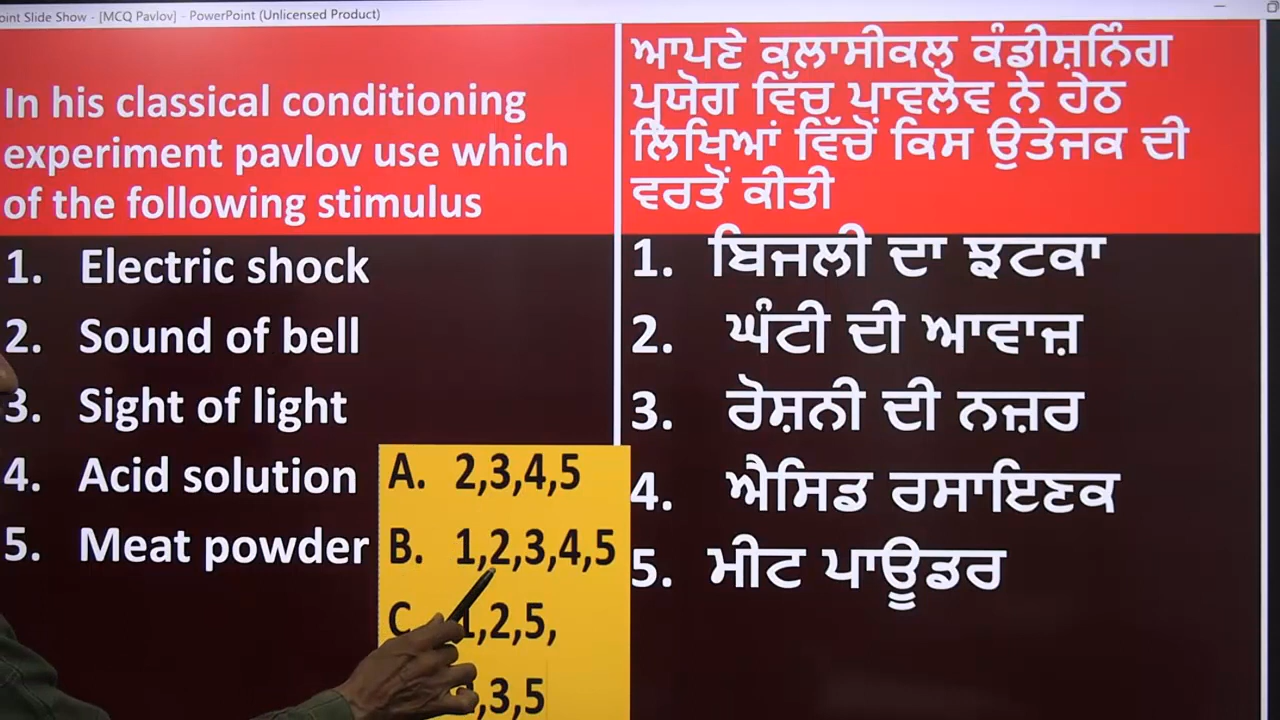 oint Slide Show - [MCQ Pavlov] - PowerPoint (Unlicensed Product)
In his classical conditioning
experiment pavlov use which
of the following stimulus
1. Electric shock
2. Sound of bell
3. Sight of light
4. Acid solution
5. Meat powder
A. 2,3,4,5
B. 1,2,3,4,5
C 1,2,5,
,3,5
ਆਪਣੇ ਕਲਾਸੀਕਲ ਕੰਡੀਸ਼ਨਿੰਗ
ਪ੍ਰਯੋਗ ਵਿੱਚ ਪਾਵਲੋਵ ਨੇ ਹੇਠ
ਲਿਖਿਆਂ ਵਿੱਚੋਂ ਕਿਸ ਉਤੇਜਕ ਦੀ
ਵਰਤੋਂ ਕੀਤੀ
1. ਬਿਜਲੀ ਦਾ ਝਟਕਾ
2. ਘੰਟੀ ਦੀ ਆਵਾਜ਼
3. ਰੋਸ਼ਨੀ ਦੀ ਨਜ਼ਰ
4. ਐਸਿਡ ਰਸਾਇਣਕ
5. ਮੀਟ ਪਾਊਡਰ